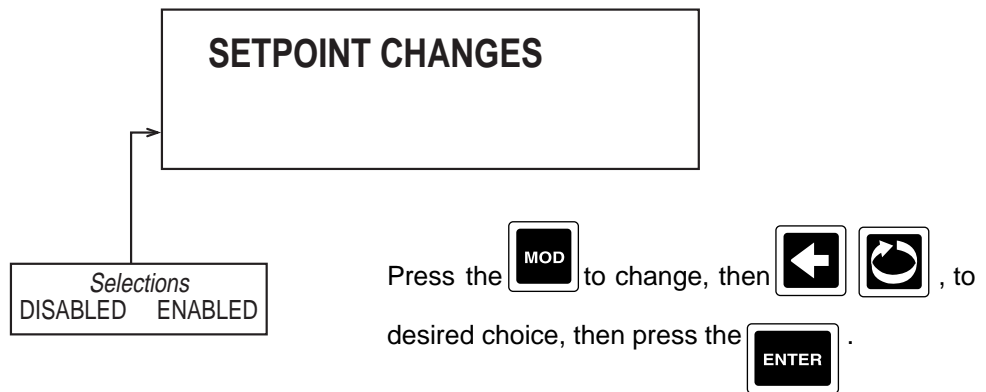 SETPOINT CHANGES
Selections
DISABLED ENABLED
Press the MOD to change, then , to
desired choice, then press the ENTER .